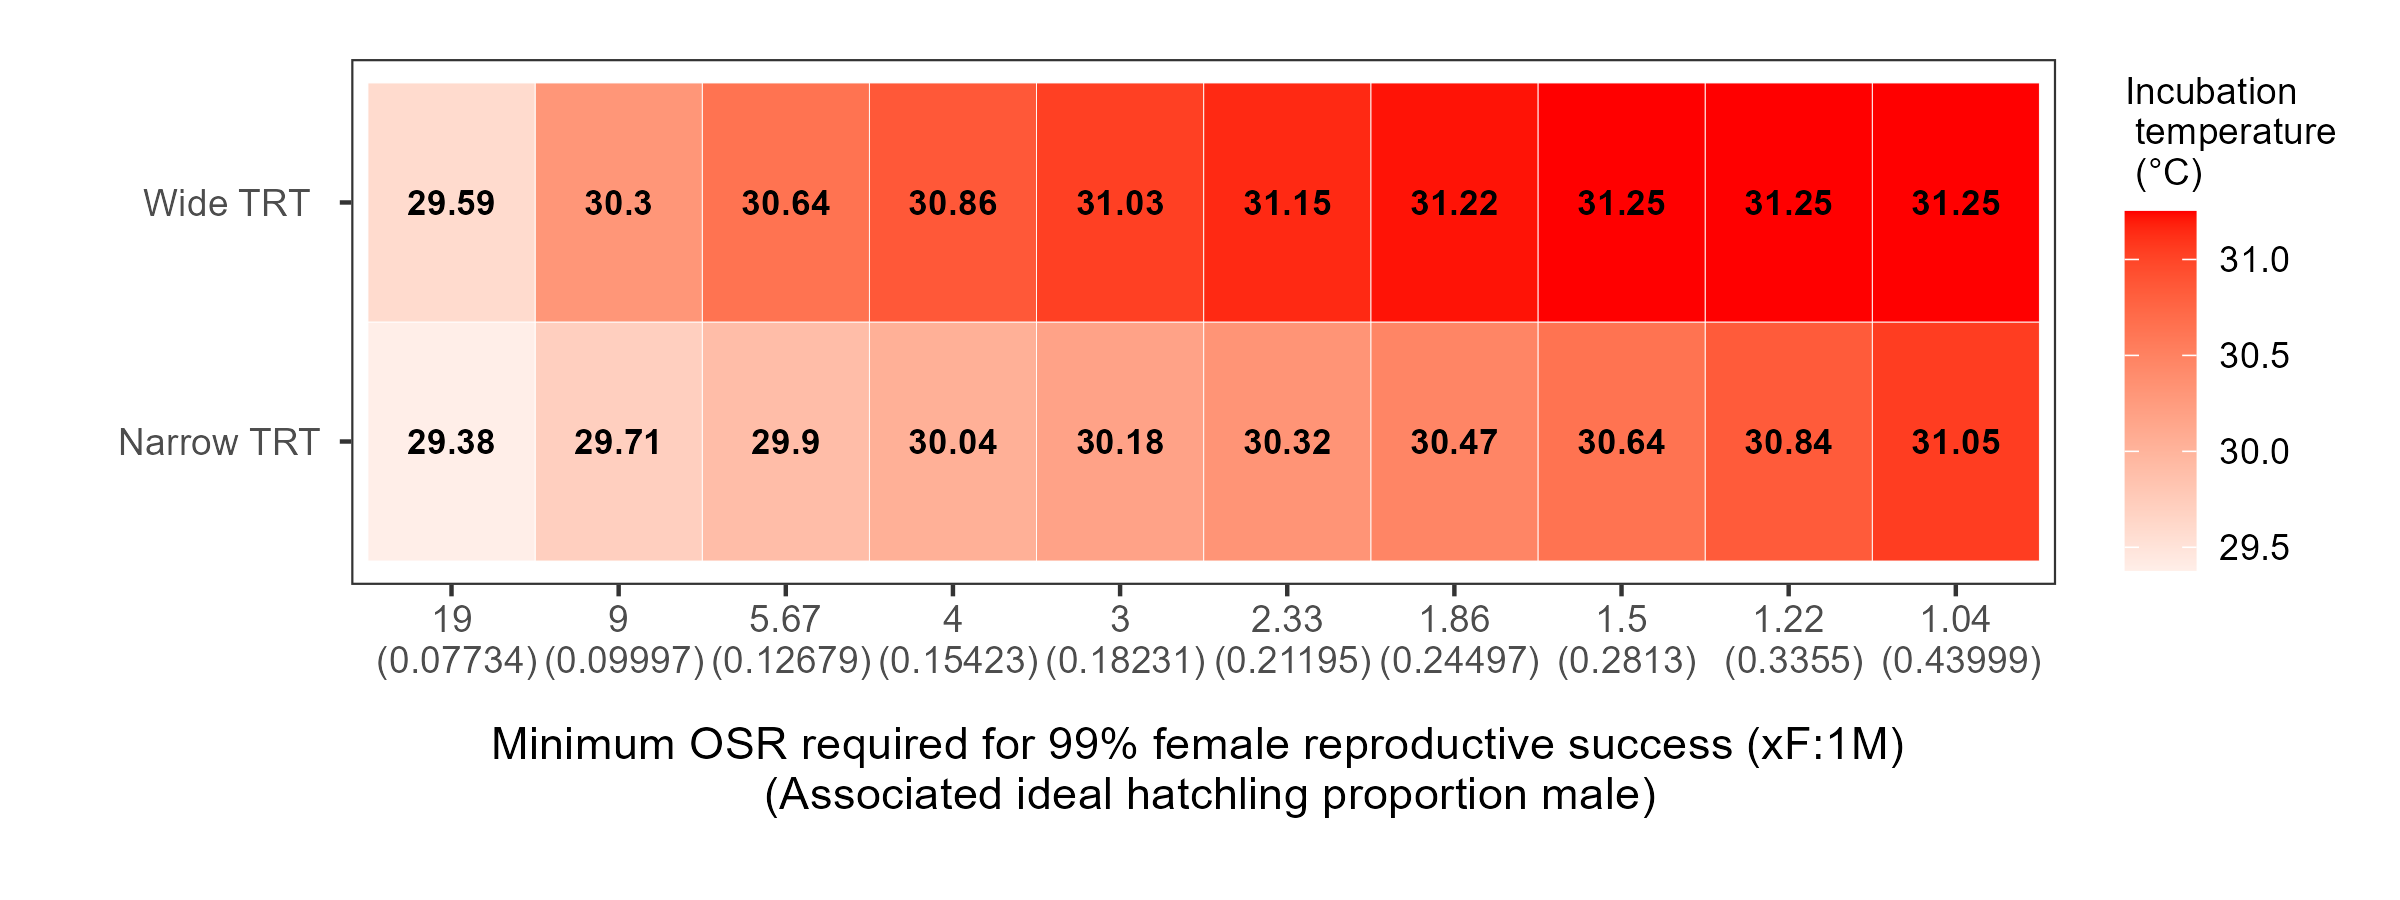 Wide TRT 29.59 30.3 30.64 30.86 31.03 31.15 31.22 31.25 31.25 31.25
Narrow TRT 29.38 29.71 29.9 30.04 30.18 30.32 30.47 30.64 30.84 31.05
19 9 5.67 4 3 2.33 1.86 1.5 1.22 1.04
(0.07734) (0.09997) (0.12679) (0.15423) (0.18231) (0.21195) (0.24497) (0.2813) (0.3355) (0.43999)
Minimum OSR required for 99% female reproductive success (xF:1M)
(Associated ideal hatchling proportion male)
Incubation
temperature
(°C)
31.0
30.5
30.0
29.5